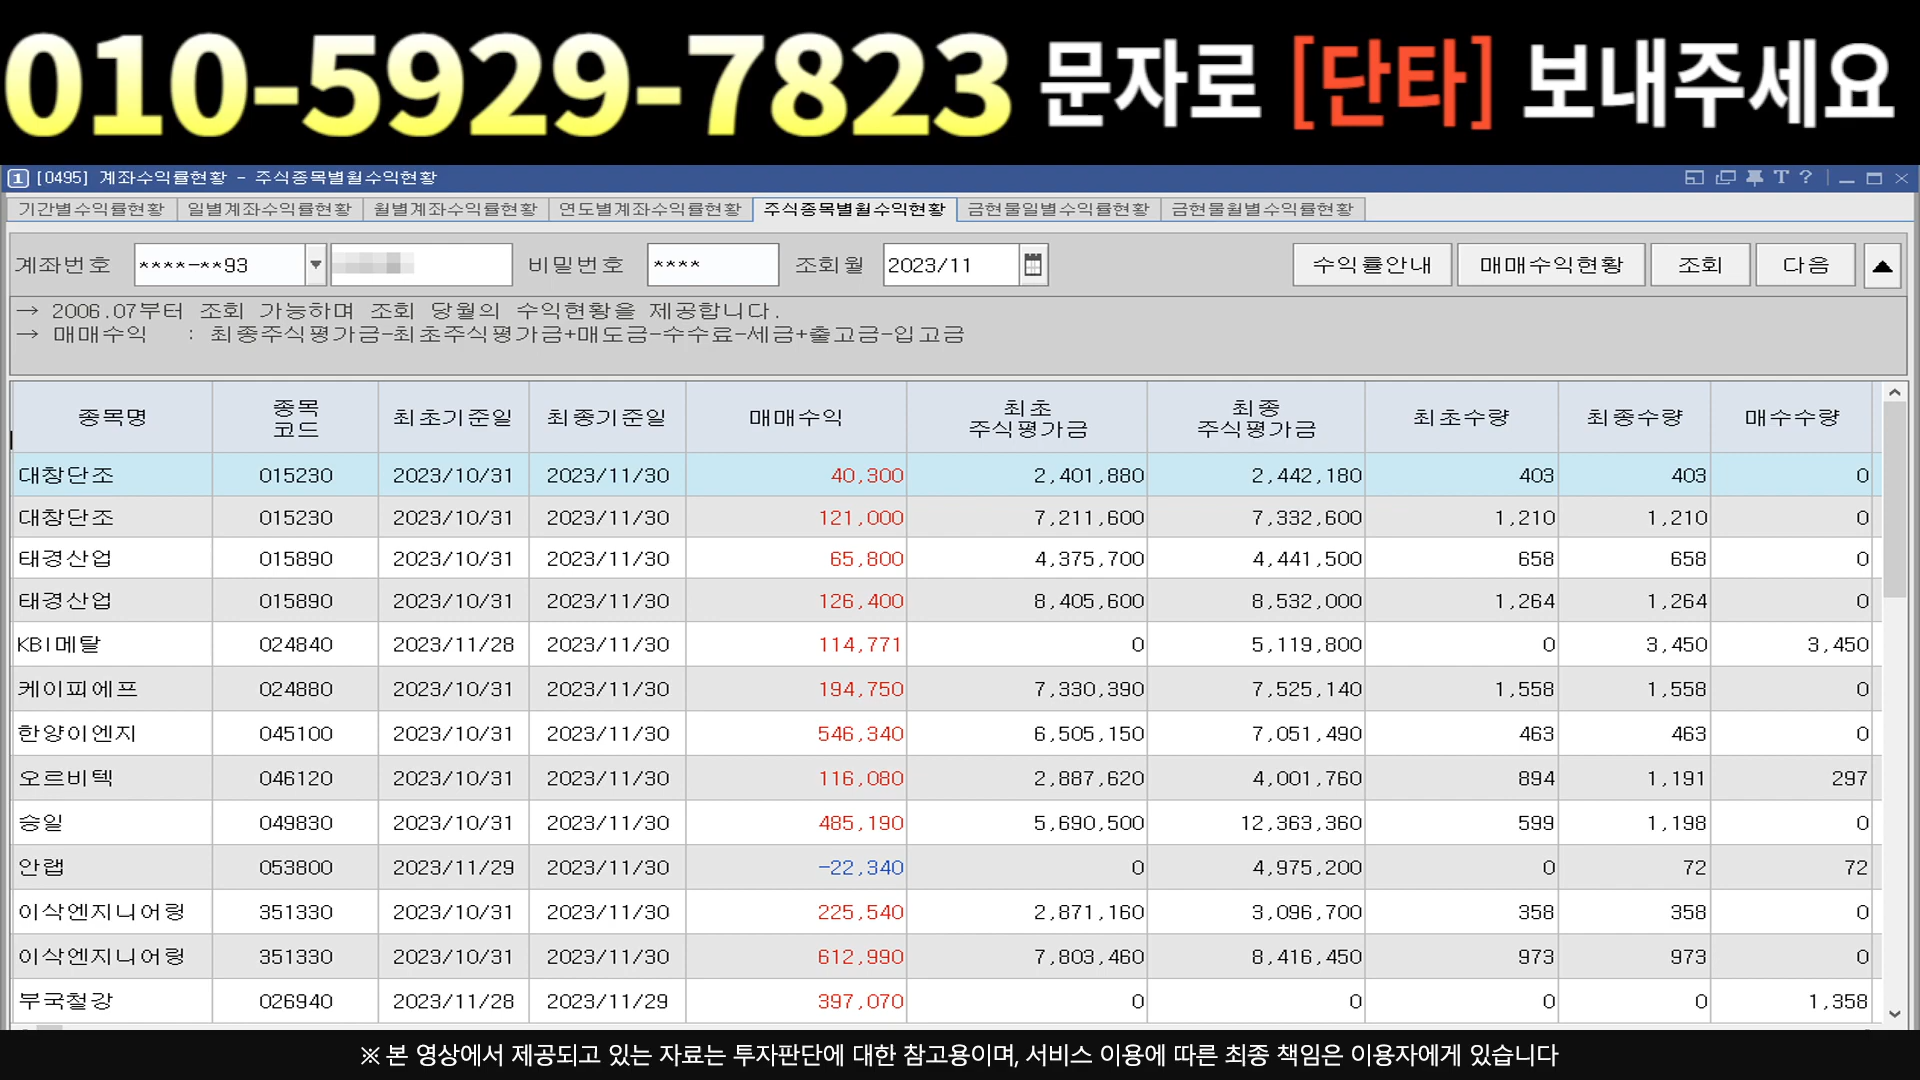 010-5929-7823 문자로 [단타] 보내주세요
1 [0495] 계좌수익률현황 - 주식종목별월수익현황
기간별수익률현황 일별계좌수익률현황 월별계좌수익률현황 연도별계좌수익률현황 주식종목별월수익현황 금현물일별수익률현황 금현물월별수익률현황
계좌번호 ****-**93 비밀번호 **** 조회월 2023/11 수익률안내 매매수익현황 조회 다음 ▲
→ 2006.07부터 조회 가능하며 조회 당월의 수익현황을 제공합니다.
→ 매매수익 : 최종주식평가금-최초주식평가금+매도금-수수료-세금+출고금-입고금
종목명 종목코드 최초기준일 최종기준일 매매수익 최초주식평가금 최종주식평가금 최초수량 최종수량 매수수량
대창단조 015230 2023/10/31 2023/11/30 40,300 2,401,880 2,442,180 403 403 0
대창단조 015230 2023/10/31 2023/11/30 121,000 7,211,600 7,332,600 1,210 1,210 0
태경산업 015890 2023/10/31 2023/11/30 65,800 4,375,700 4,441,500 658 658 0
태경산업 015890 2023/10/31 2023/11/30 126,400 8,405,600 8,532,000 1,264 1,264 0
KBI메탈 024840 2023/11/28 2023/11/30 114,771 0 5,119,800 0 3,450 3,450
케이피에프 024880 2023/10/31 2023/11/30 194,750 7,330,390 7,525,140 1,558 1,558 0
한양이엔지 045100 2023/10/31 2023/11/30 546,340 6,505,150 7,051,490 463 463 0
오르비텍 046120 2023/10/31 2023/11/30 116,080 2,887,620 4,001,760 894 1,191 297
승일 049830 2023/10/31 2023/11/30 485,190 5,690,500 12,363,360 599 1,198 0
안랩 053800 2023/11/29 2023/11/30 -22,340 0 4,975,200 0 72 72
이삭엔지니어링 351330 2023/10/31 2023/11/30 225,540 2,871,160 3,096,700 358 358 0
이삭엔지니어링 351330 2023/10/31 2023/11/30 612,990 7,803,460 8,416,450 973 973 0
부국철강 026940 2023/11/28 2023/11/29 397,070 0 0 0 0 1,358
※ 본 영상에서 제공되고 있는 자료는 투자판단에 대한 참고용이며, 서비스 이용에 따른 최종 책임은 이용자에게 있습니다